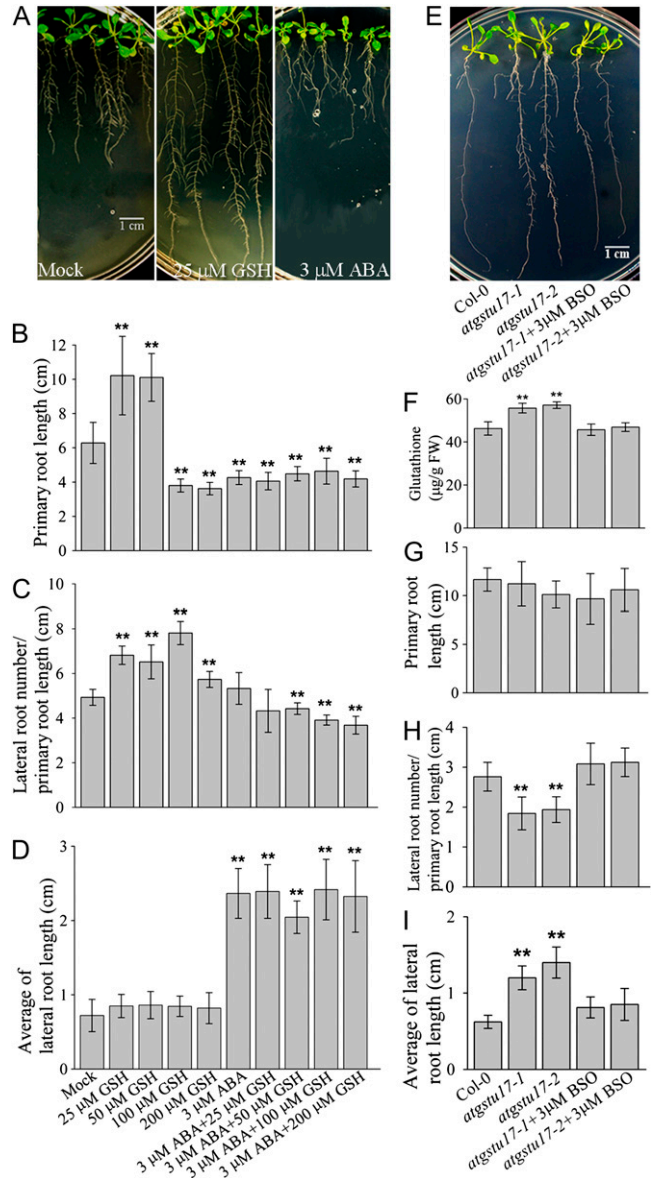 A
Mock
1 cm
25 µM GSH
3 µM ABA
E
1 cm
Col-0
atgstu17-1
atgstu17-2
atgstu17-1+3µM BSO
atgstu17-2+3µM BSO
B
Primary root length (cm)
12
10
8
6
4
2
0
** ** ** ** ** ** ** ** **
C
Lateral root number/
primary root length (cm)
8
6
4
2
0
** ** ** ** ** ** **
D
Average of
lateral root length (cm)
3
2
1
0
** ** ** ** **
Mock
25 µM GSH
50 µM GSH
100 µM GSH
200 µM GSH
3 µM ABA
3 µM ABA+25 µM GSH
3 µM ABA+50 µM GSH
3 µM ABA+100 µM GSH
3 µM ABA+200 µM GSH
F
Glutathione
(µg/g FW)
60
40
20
0
** **
G
Primary root
length (cm)
15
10
5
0
H
Lateral root number/
primary root length (cm)
4
3
2
1
0
** **
I
Average of lateral
root length (cm)
2
1
0
** **
Col-0
atgstu17-1
atgstu17-2
atgstu17-1+3µM BSO
atgstu17-2+3µM BSO